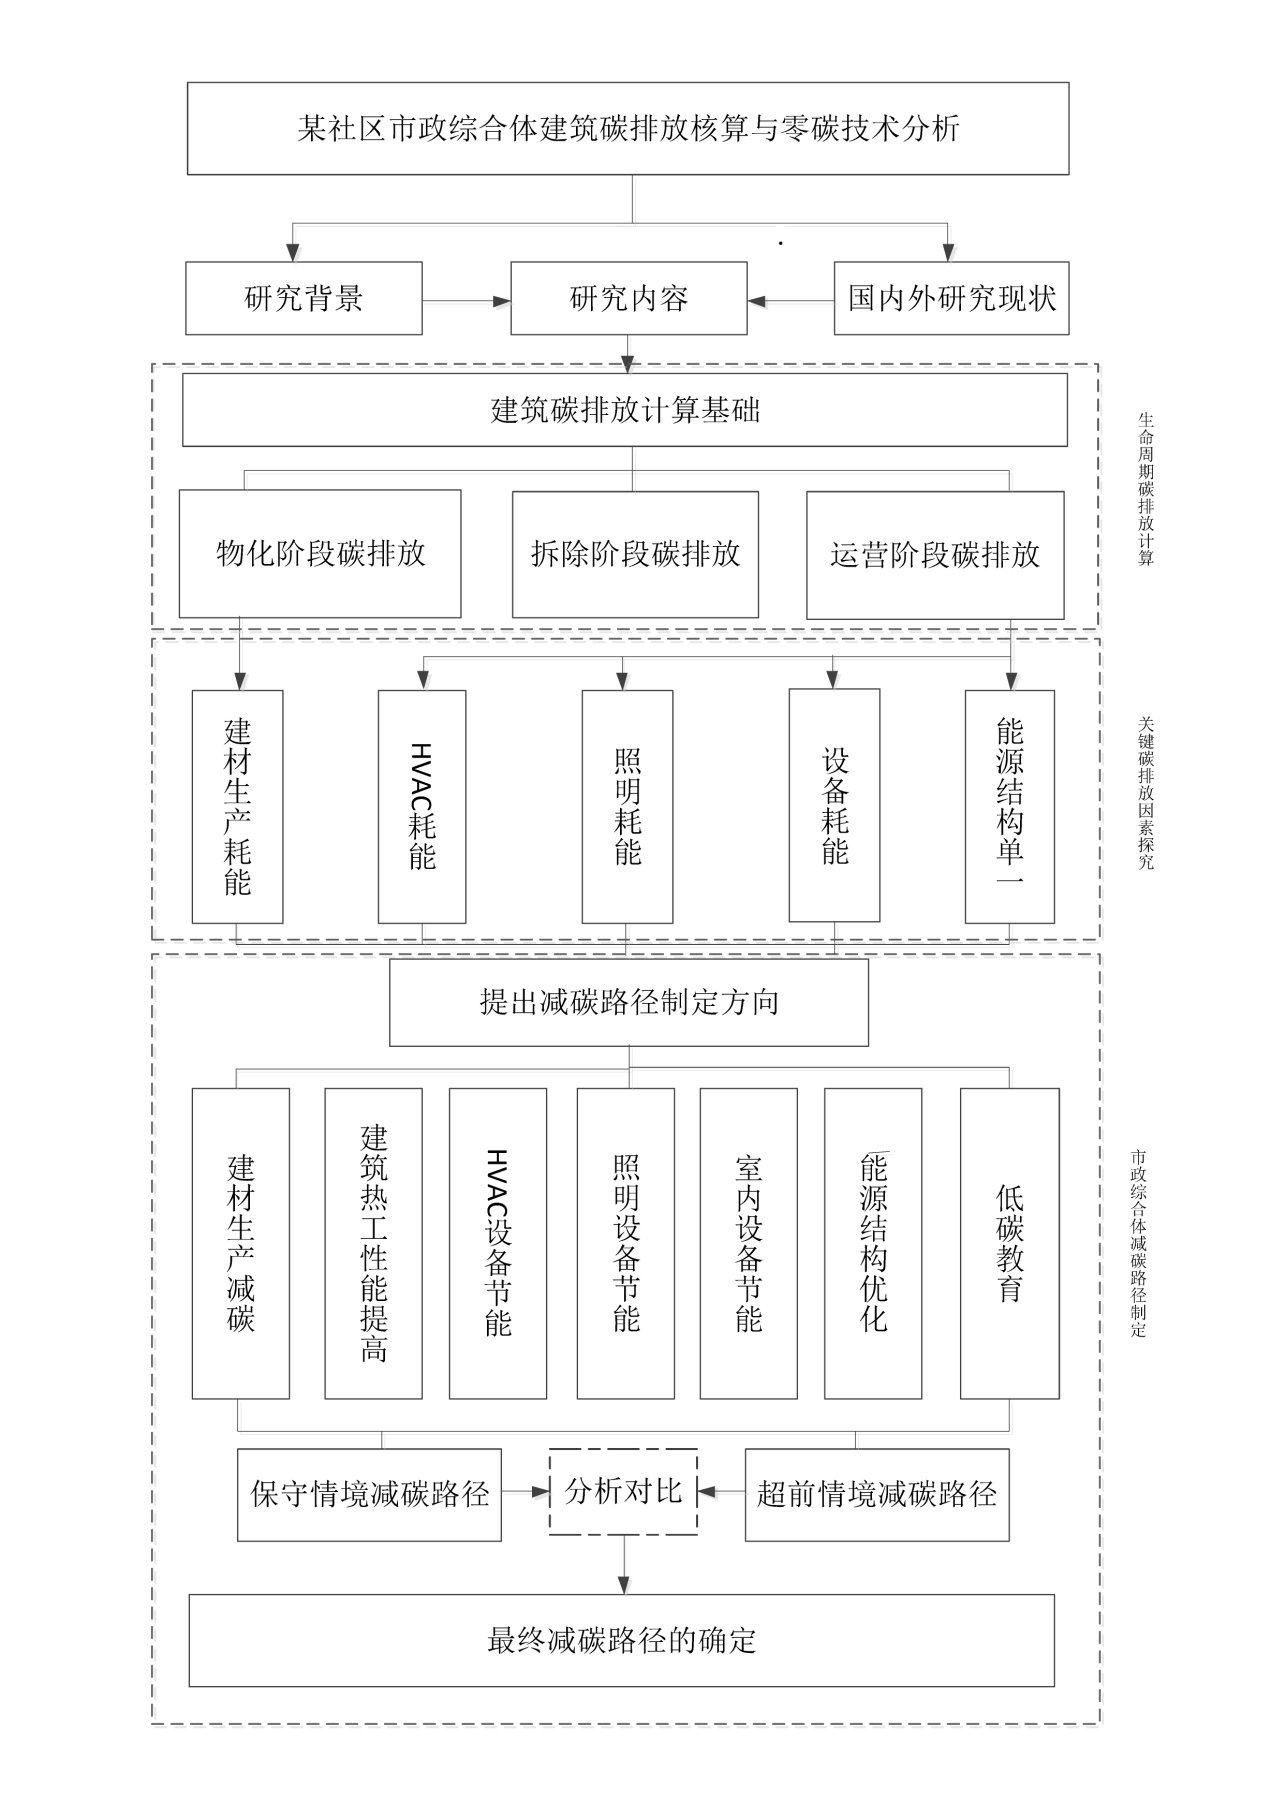 某社区市政综合体建筑碳排放核算与零碳技术分析
研究背景
研究内容
国内外研究现状
建筑碳排放计算基础
物化阶段碳排放
拆除阶段碳排放
运营阶段碳排放
生命周期碳排放计算
建材生产耗能
HVAC耗能
照明耗能
设备耗能
能源结构单一
关键碳排放因素探究
提出减碳路径制定方向
建材生产减碳
建筑热工性能提高
HVAC设备节能
照明设备节能
室内设备节能
能源结构优化
低碳教育
市政综合体减碳路径制定
保守情境减碳路径
分析对比
超前情境减碳路径
最终减碳路径的确定